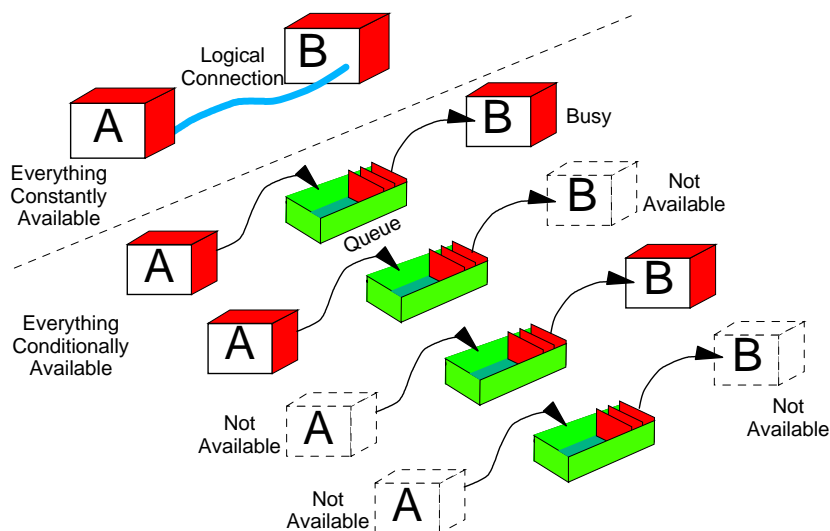 Logical
Connection
B
A
Everything
Constantly
Available
B
Busy
Queue
A
B
Not
Available
Everything
Conditionally
Available
A
B
Not
Available
A
B
Not
Available
Not
Available
A